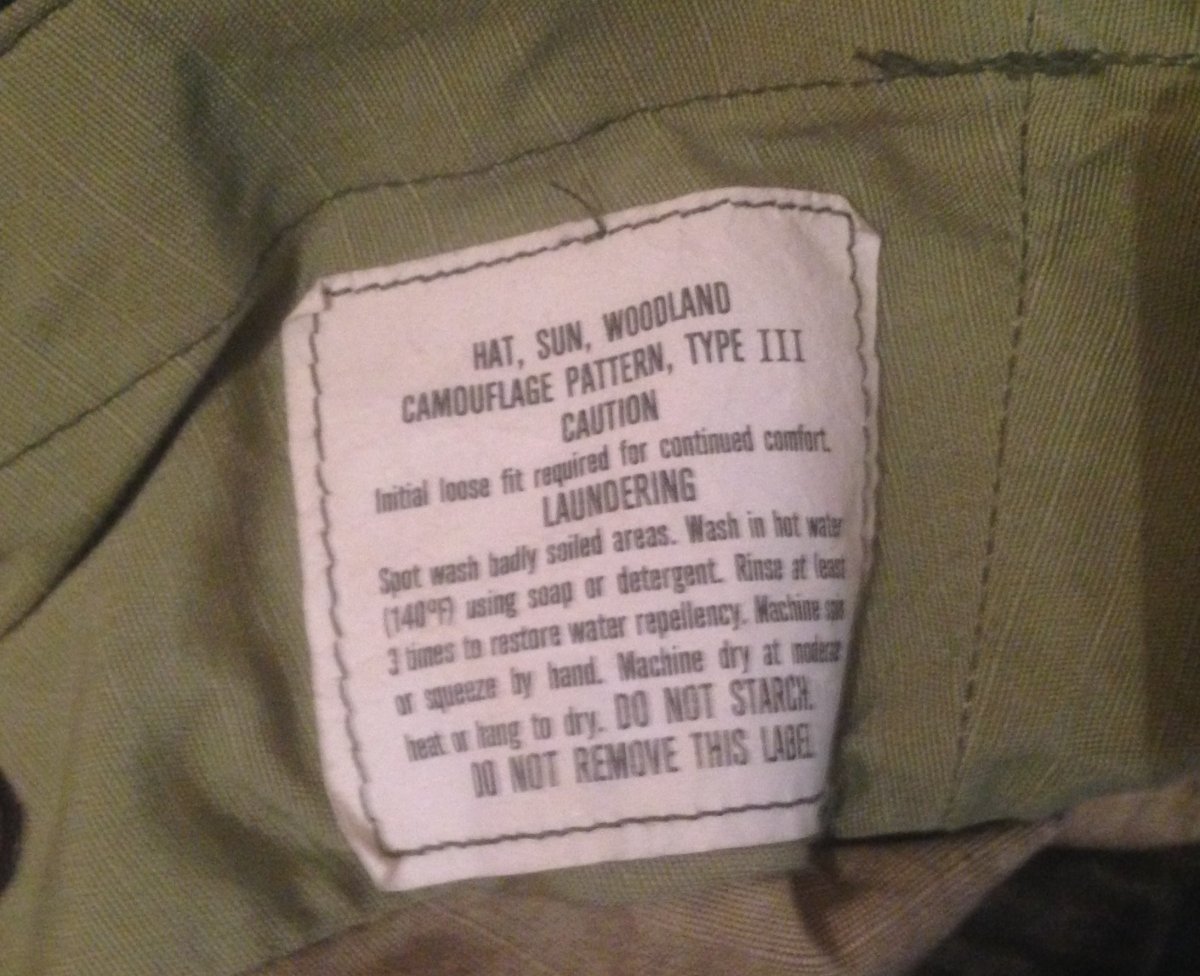 HAT, SUN, WOODLAND
CAMOUFLAGE PATTERN, TYPE III
CAUTION
Initial loose fit required for continued comfort.
LAUNDERING
Spot wash badly soiled areas. Wash in hot water
(140°F) using soap or detergent. Rinse at least
3 times to restore water repellency. Machine spin
or squeeze by hand. Machine dry at moderate
heat or hang to dry. DO NOT STARCH.
DO NOT REMOVE THIS LABEL